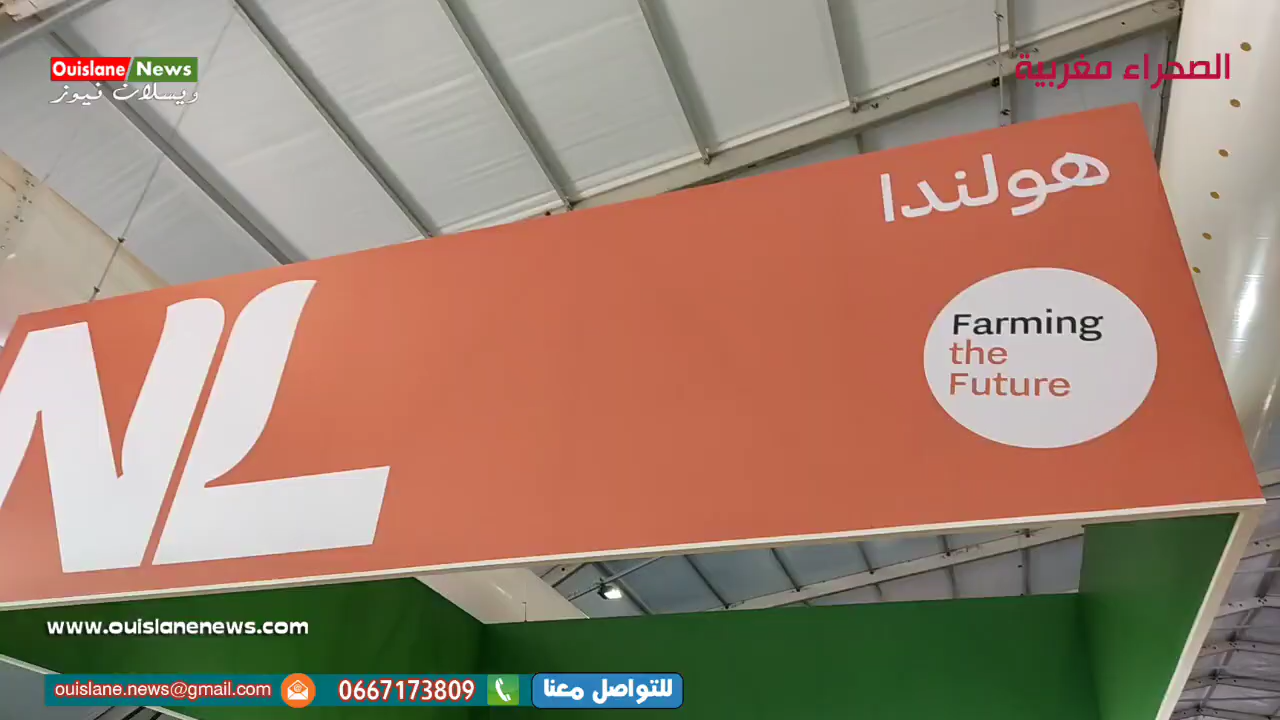 Ouislane News
ويسلان نيوز
الصحراء مغربية
هولندا
NL
Farming
the
Future
www.ouislanenews.com
ouislane.news@gmail.com
0667173809
للتواصل معنا